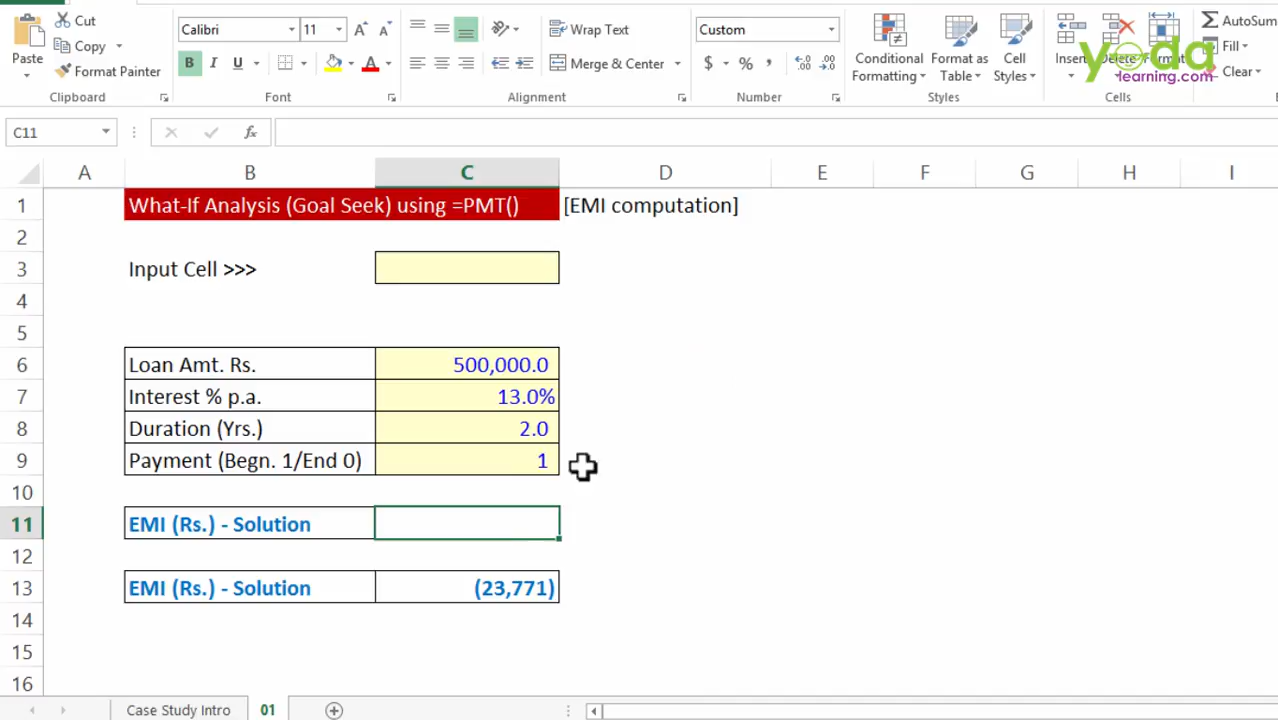 Cut
Copy
Format Painter
Paste
Clipboard
Calibri
11
B I U
A
Font
Wrap Text
Merge & Center
Alignment
Custom
$ % ,
Number
Conditional Formatting
Format as Table
Cell Styles
Styles
Insert
Delete
Format
Cells
AutoSum
Fill
Clear
yoda
learning.com
C11
fx
A B C D E F G H I
1 What-If Analysis (Goal Seek) using =PMT() [EMI computation]
2
3 Input Cell >>>
4
5
6 Loan Amt. Rs. 500,000.0
7 Interest % p.a. 13.0%
8 Duration (Yrs.) 2.0
9 Payment (Begn. 1/End 0) 1
10
11 EMI (Rs.) - Solution
12
13 EMI (Rs.) - Solution (23,771)
14
15
16
Case Study Intro 01